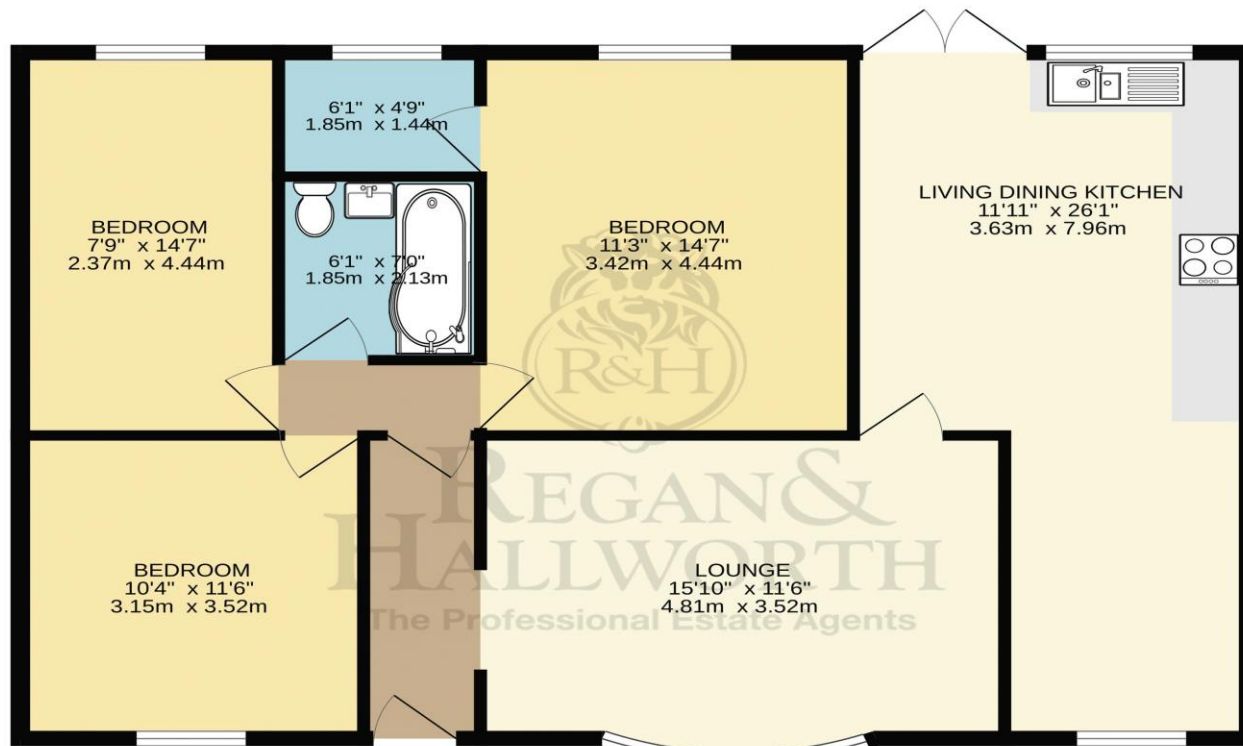 6'1" x 4'9"
1.85m x 1.44m
BEDROOM
7'9" x 14'7"
2.37m x 4.44m
6'1" x 7'0"
1.85m x 2.13m
BEDROOM
11'3" x 14'7"
3.42m x 4.44m
LIVING DINING KITCHEN
11'11" x 26'1"
3.63m x 7.96m
R&H
REGAN &
HALLWORTH
The Professional Estate Agents
BEDROOM
10'4" x 11'6"
3.15m x 3.52m
LOUNGE
15'10" x 11'6"
4.81m x 3.52m